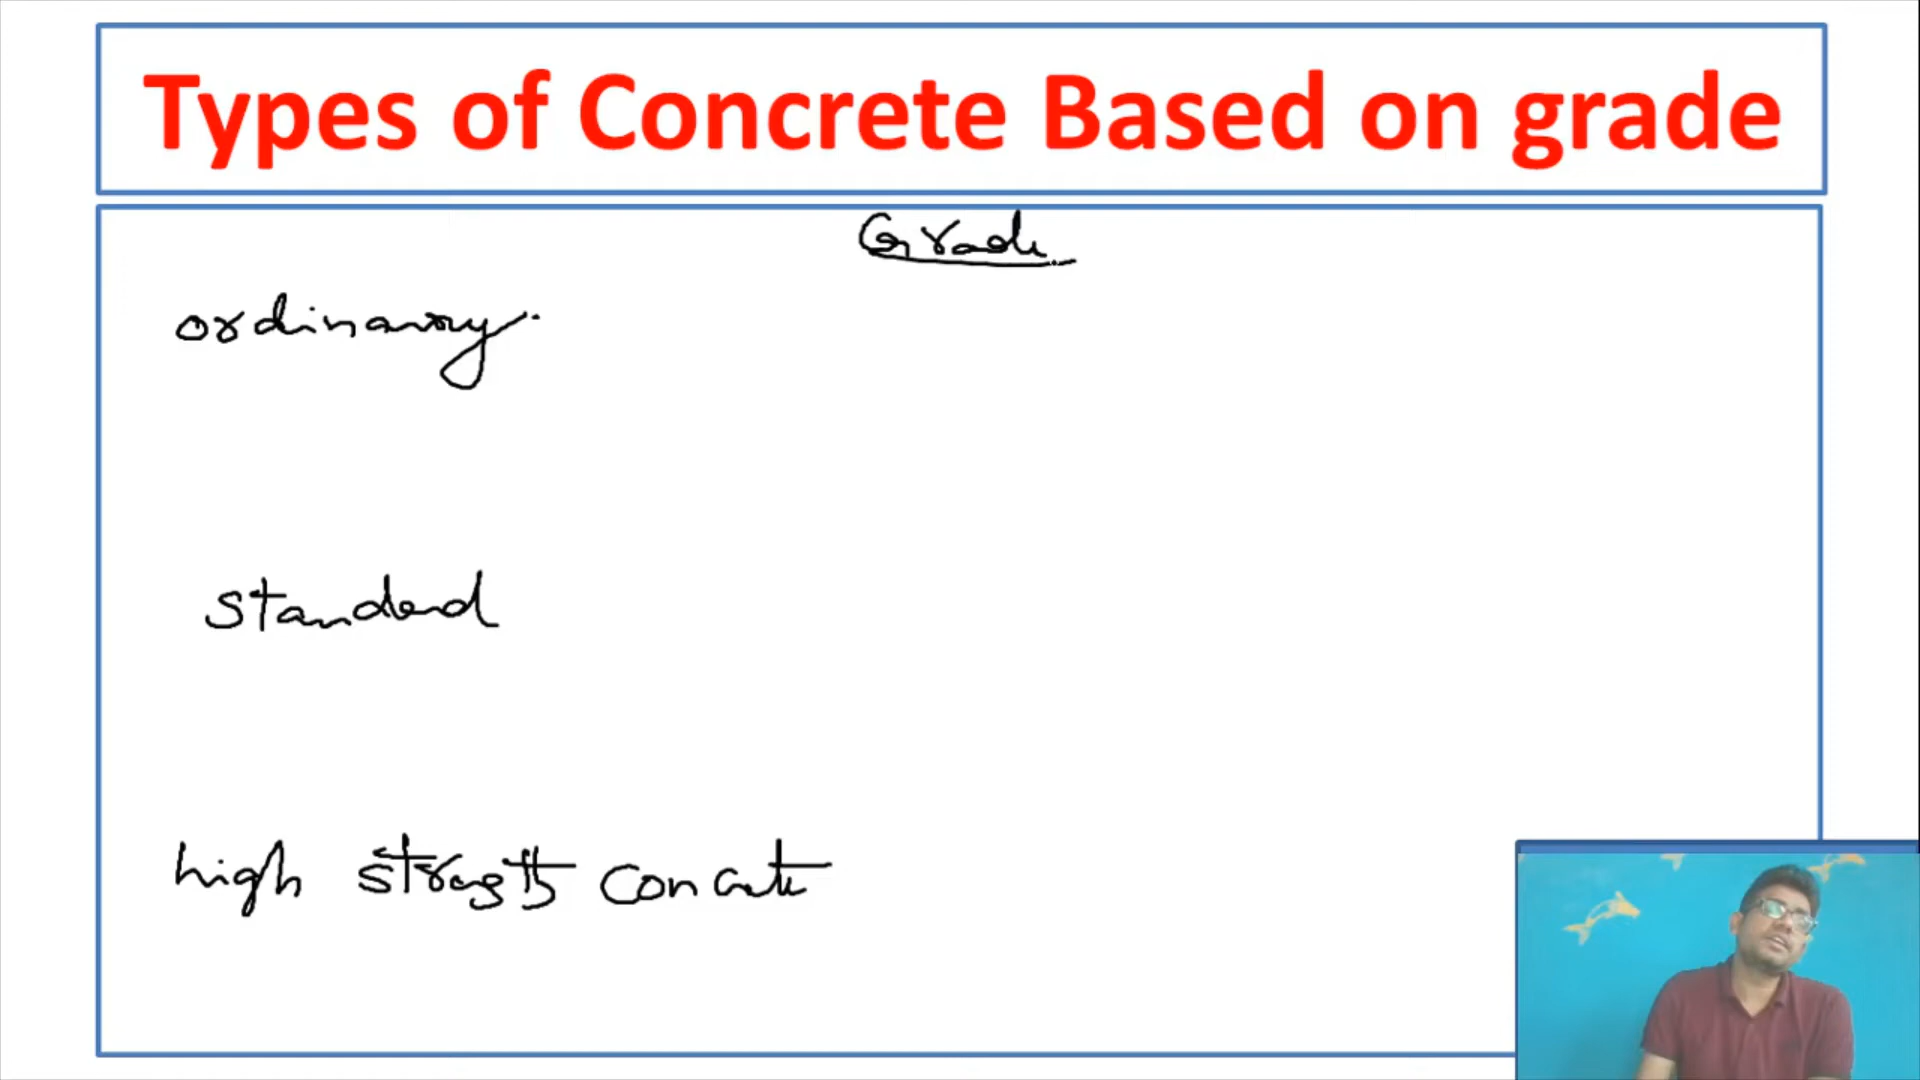 Types of Concrete Based on grade
Grade
ordinary
standard
high strength concrete